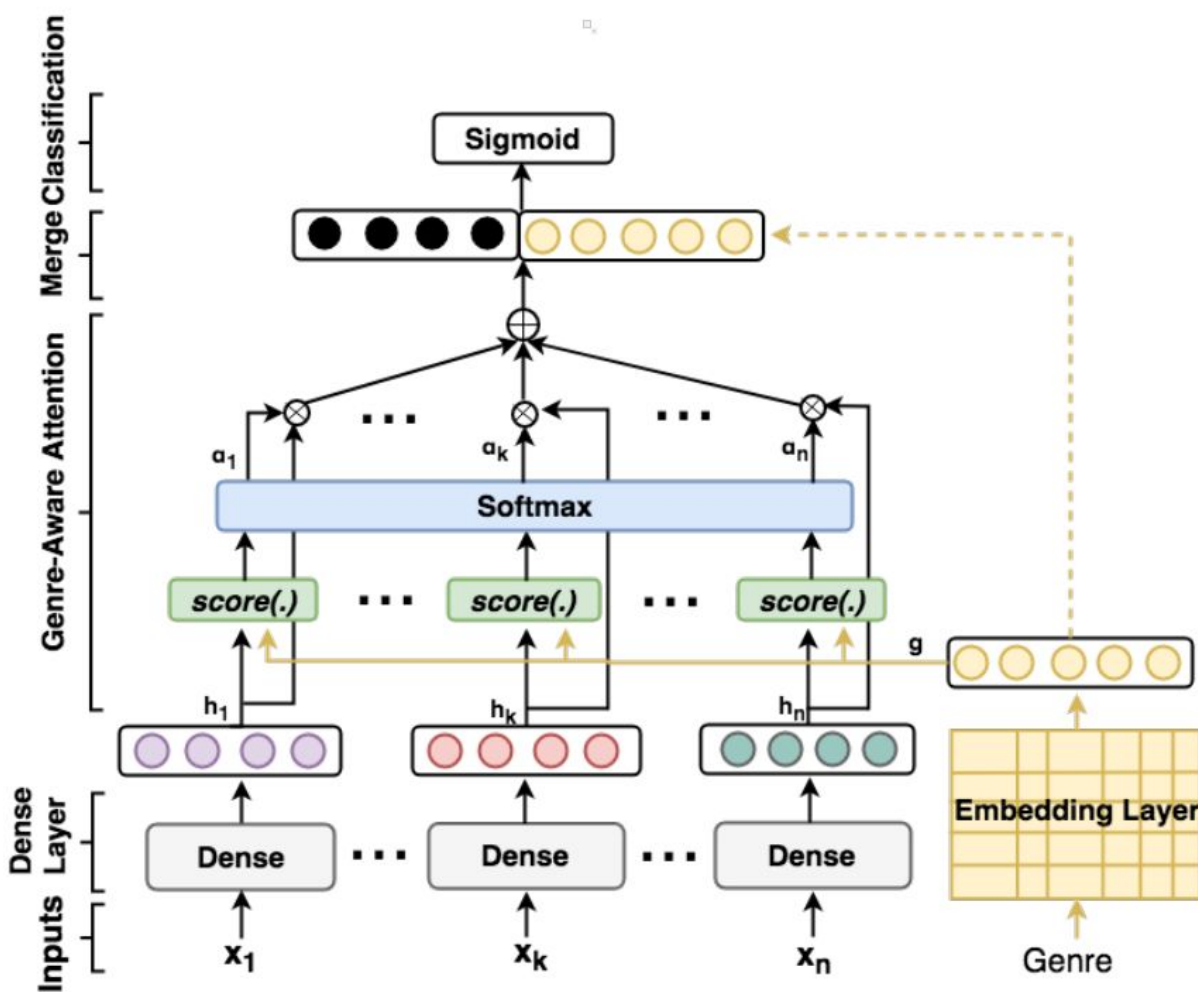 Classification
Sigmoid
Merge
Genre-Aware Attention
α1
αk
αn
Softmax
score(.)
score(.)
score(.)
g
h1
hk
hn
Dense Layer
Dense
Dense
Dense
Embedding Layer
Inputs
x1
xk
xn
Genre